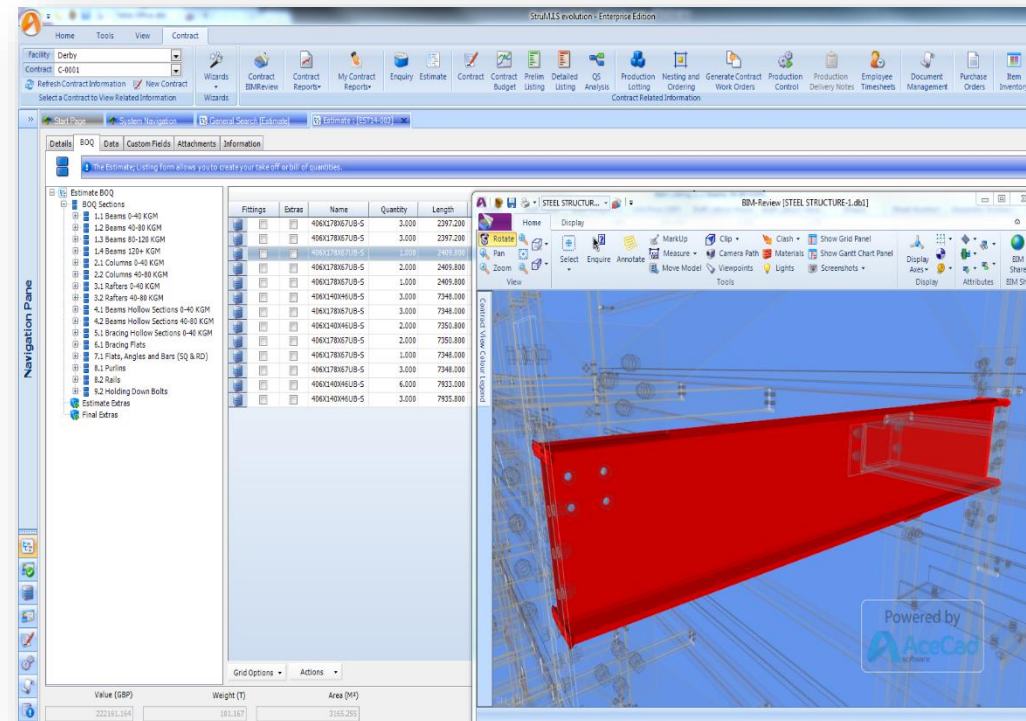 StruM.I.S evolution - Enterprise Edition
Home Tools View Contract
Facility Derby
Contract C-0001
Refresh Contract Information New Contract
Select a Contract to View Related Information
Wizards
Wizards
Contract BIMReview
Contract Reports
My Contract Reports
Enquiry
Estimate
Contract
Contract Budget
Prelim Listing
Detailed Listing
QS Analysis
Production Lotting
Nesting and Ordering
Generate Contract Work Orders
Production Control
Production Delivery Notes
Employee Timesheets
Document Management
Purchase Orders
Item Inventory
Contract Related Information
Start Page System Navigation General Search [Estimate] Estimate : [EST14-002]
Details BOQ Data Custom Fields Attachments Information
The Estimate; Listing form allows you to create your take off or bill of quantities.
Navigation Pane
Estimate BOQ
BOQ Sections
1.1 Beams 0-40 KGM
1.2 Beams 40-80 KGM
1.3 Beams 80-120 KGM
1.4 Beams 120+ KGM
2.1 Columns 0-40 KGM
2.2 Columns 40-80 KGM
3.1 Rafters 0-40 KGM
3.2 Rafters 40-80 KGM
4.1 Beams Hollow Sections 0-40 KGM
4.2 Beams Hollow Sections 40-80 KGM
5.1 Bracing Hollow Sections 0-40 KGM
6.1 Bracing Flats
7.1 Flats, Angles and Bars (SQ & RD)
8.1 Purlins
8.2 Rails
9.2 Holding Down Bolts
Estimate Extras
Final Extras
Fittings Extras Name Quantity Length
406X178X67UB-S 3.000 2397.200
406X178X67UB-S 3.000 2397.200
406X178X67UB-S 1.000 2409.800
406X178X67UB-S 2.000 2409.800
406X178X67UB-S 1.000 2409.800
406X140X46UB-S 3.000 7348.000
406X178X67UB-S 3.000 7348.000
406X140X46UB-S 2.000 7350.800
406X178X67UB-S 2.000 7350.800
406X178X67UB-S 1.000 7348.000
406X178X67UB-S 3.000 7348.000
406X140X46UB-S 6.000 7933.000
406X140X46UB-S 3.000 7935.800
Grid Options Actions
Value (GBP) Weight (T) Area (M²)
222161.164 101.167 3165.255
STEEL STRUCTUR... BIM-Review [STEEL STRUCTURE-1.db1]
Home Display
Rotate
Pan
Zoom
View
Select
Enquire
Annotate
MarkUp
Measure
Move Model
Clip
Camera Path
Viewpoints
Clash
Materials
Lights
Show Grid Panel
Show Gantt Chart Panel
Screenshots
Tools
Display Axes
Display
Attributes
BIM Share
Contract View Colour Legend
Powered by
AceCad
software